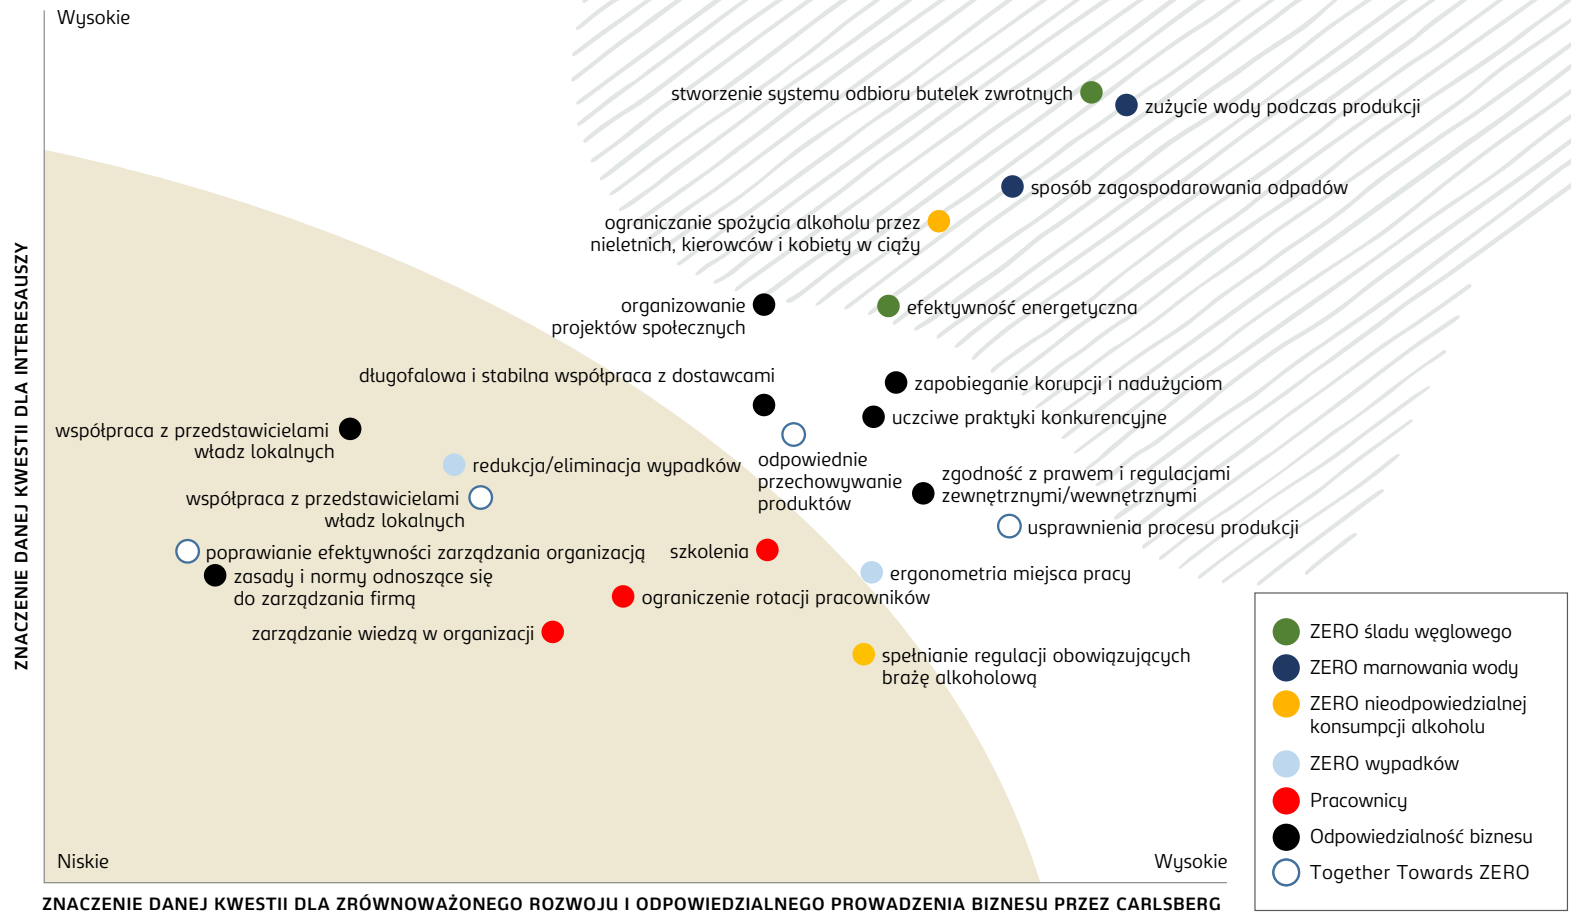 Wysokie
stworzenie systemu odbioru butelek zwrotnych
zużycie wody podczas produkcji
sposób zagospodarowania odpadów
ograniczanie spożycia alkoholu przez
nieletnich, kierowców i kobiety w ciąży
organizowanie
projektów społecznych
efektywność energetyczna
długofalowa i stabilna współpraca z dostawcami
zapobieganie korupcji i nadużyciom
uczciwe praktyki konkurencyjne
współpraca z przedstawicielami
władz lokalnych
redukcja/eliminacja wypadków
odpowiednie
przechowywanie
produktów
zgodność z prawem i regulacjami
zewnętrznymi/wewnętrznymi
współpraca z przedstawicielami
władz lokalnych
usprawnienia procesu produkcji
poprawianie efektywności zarządzania organizacją
szkolenia
zasady i normy odnoszące się
do zarządzania firmą
ergonometria miejsca pracy
ograniczenie rotacji pracowników
zarządzanie wiedzą w organizacji
spełnianie regulacji obowiązujących
brażę alkoholową
ZNACZENIE DANEJ KWESTII DLA INTERESAUSZY
Niskie
Wysokie
ZNACZENIE DANEJ KWESTII DLA ZRÓWNOWAŻONEGO ROZWOJU I ODPOWIEDZIALNEGO PROWADZENIA BIZNESU PRZEZ CARLSBERG
ZERO śladu węglowego
ZERO marnowania wody
ZERO nieodpowiedzialnej
konsumpcji alkoholu
ZERO wypadków
Pracownicy
Odpowiedzialność biznesu
Together Towards ZERO